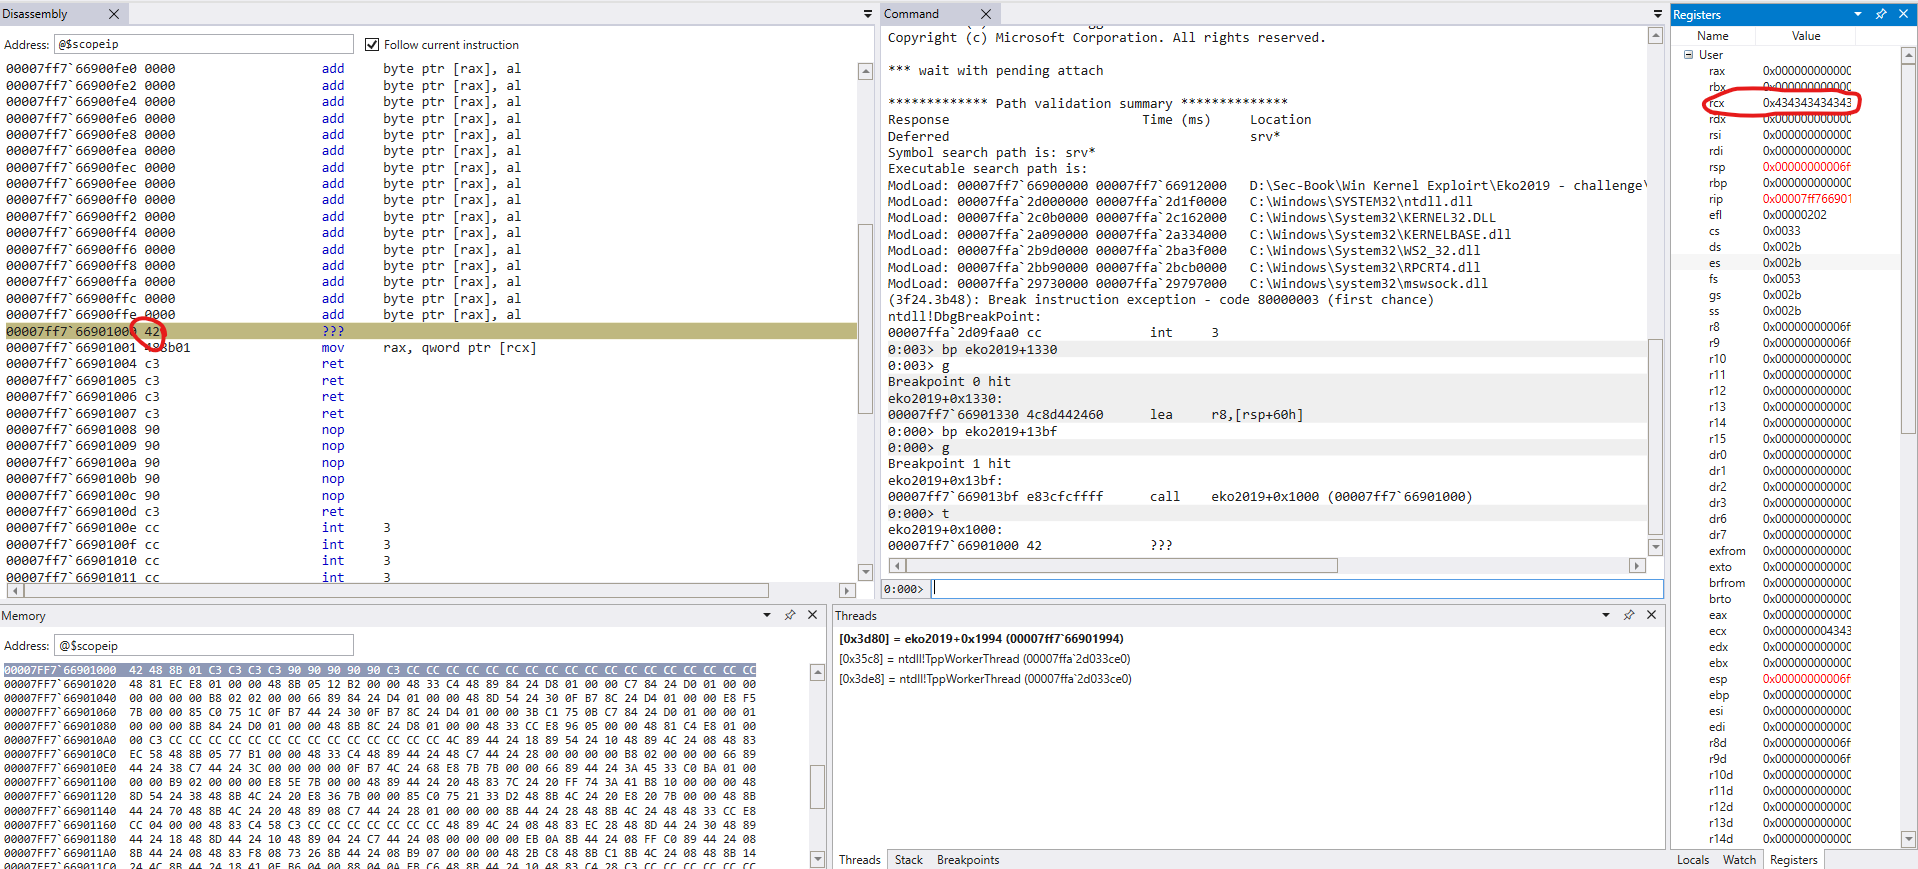 Disassembly
Address: @$scopeip Follow current instruction
00007ff7`66900fe0 0000 add byte ptr [rax], al
00007ff7`66900fe2 0000 add byte ptr [rax], al
00007ff7`66900fe4 0000 add byte ptr [rax], al
00007ff7`66900fe6 0000 add byte ptr [rax], al
00007ff7`66900fe8 0000 add byte ptr [rax], al
00007ff7`66900fea 0000 add byte ptr [rax], al
00007ff7`66900fec 0000 add byte ptr [rax], al
00007ff7`66900fee 0000 add byte ptr [rax], al
00007ff7`66900ff0 0000 add byte ptr [rax], al
00007ff7`66900ff2 0000 add byte ptr [rax], al
00007ff7`66900ff4 0000 add byte ptr [rax], al
00007ff7`66900ff6 0000 add byte ptr [rax], al
00007ff7`66900ff8 0000 add byte ptr [rax], al
00007ff7`66900ffa 0000 add byte ptr [rax], al
00007ff7`66900ffc 0000 add byte ptr [rax], al
00007ff7`66900ffe 0000 add byte ptr [rax], al
00007ff7`66901000 42 ???
00007ff7`66901001 488b01 mov rax, qword ptr [rcx]
00007ff7`66901004 c3 ret
00007ff7`66901005 c3 ret
00007ff7`66901006 c3 ret
00007ff7`66901007 c3 ret
00007ff7`66901008 90 nop
00007ff7`66901009 90 nop
00007ff7`6690100a 90 nop
00007ff7`6690100b 90 nop
00007ff7`6690100c 90 nop
00007ff7`6690100d c3 ret
00007ff7`6690100e cc int 3
00007ff7`6690100f cc int 3
00007ff7`66901010 cc int 3
00007ff7`66901011 cc int 3
Command
Copyright (c) Microsoft Corporation. All rights reserved.
*** wait with pending attach
************* Path validation summary **************
Response Time (ms) Location
Deferred srv*
Symbol search path is: srv*
Executable search path is:
ModLoad: 00007ff7`66900000 00007ff7`66912000 D:\Sec-Book\Win Kernel Exploirt\Eko2019 - challenge\
ModLoad: 00007ffa`2d000000 00007ffa`2d1f0000 C:\Windows\SYSTEM32\ntdll.dll
ModLoad: 00007ffa`2c0b0000 00007ffa`2c162000 C:\Windows\System32\KERNEL32.DLL
ModLoad: 00007ffa`2a090000 00007ffa`2a334000 C:\Windows\System32\KERNELBASE.dll
ModLoad: 00007ffa`2b9d0000 00007ffa`2ba3f000 C:\Windows\System32\WS2_32.dll
ModLoad: 00007ffa`2bb90000 00007ffa`2bcb0000 C:\Windows\System32\RPCRT4.dll
ModLoad: 00007ffa`29730000 00007ffa`29797000 C:\Windows\system32\mswsock.dll
(3f24.3b48): Break instruction exception - code 80000003 (first chance)
ntdll!DbgBreakPoint:
00007ffa`2d09faa0 cc int 3
0:003> bp eko2019+1330
0:003> g
Breakpoint 0 hit
eko2019+0x1330:
00007ff7`66901330 4c8d442460 lea r8,[rsp+60h]
0:000> bp eko2019+13bf
0:000> g
Breakpoint 1 hit
eko2019+0x13bf:
00007ff7`669013bf e83cfcffff call eko2019+0x1000 (00007ff7`66901000)
0:000> t
eko2019+0x1000:
00007ff7`66901000 42 ???
0:000>
Registers
Name Value
User
rax 0x000000000000
rbx 0x000000000000
rcx 0x434343434343
rdx 0x000000000000
rsi 0x000000000000
rdi 0x000000000000
rsp 0x00000000006f
rbp 0x000000000000
rip 0x00007ff766901
efl 0x00000202
cs 0x0033
ds 0x002b
es 0x002b
fs 0x0053
gs 0x002b
ss 0x002b
r8 0x00000000006f
r9 0x00000000006f
r10 0x000000000000
r11 0x000000000000
r12 0x000000000000
r13 0x000000000000
r14 0x000000000000
r15 0x000000000000
dr0 0x000000000000
dr1 0x000000000000
dr2 0x000000000000
dr3 0x000000000000
dr6 0x000000000000
dr7 0x000000000000
exfrom 0x000000000000
exto 0x000000000000
brfrom 0x000000000000
brto 0x000000000000
eax 0x000000000000
ecx 0x000000004343
edx 0x000000000000
ebx 0x000000000000
esp 0x00000000006f
ebp 0x000000000000
esi 0x000000000000
edi 0x000000000000
r8d 0x00000000006f
r9d 0x00000000006f
r10d 0x000000000000
r11d 0x000000000000
r12d 0x000000000000
r13d 0x000000000000
r14d 0x000000000000
Locals Watch Registers
Memory
Address: @$scopeip
00007FF7`66901000 42 48 8B 01 C3 C3 C3 C3 90 90 90 90 90 C3 CC CC CC CC CC CC CC CC CC CC CC CC CC CC CC CC CC CC
00007FF7`66901020 48 81 EC E8 01 00 00 48 8B 05 12 B2 00 00 48 33 C4 48 89 84 24 D8 01 00 00 C7 84 24 D0 01 00 00
00007FF7`66901040 00 00 00 00 B8 02 02 00 00 66 89 84 24 D4 01 00 00 48 8D 54 24 30 0F B7 8C 24 D4 01 00 00 E8 F5
00007FF7`66901060 7B 00 00 85 C0 75 1C 0F B7 44 24 30 0F B7 8C 24 D4 01 00 00 3B C1 75 0B C7 84 24 D0 01 00 00 01
00007FF7`66901080 00 00 00 8B 84 24 D0 01 00 00 48 8B 8C 24 D8 01 00 00 48 33 CC E8 96 05 00 00 48 81 C4 E8 01 00
00007FF7`669010A0 00 C3 CC CC CC CC CC CC CC CC CC CC CC CC CC CC 4C 89 44 24 18 89 54 24 10 48 89 4C 24 08 48 83
00007FF7`669010C0 EC 58 48 8B 05 77 B1 00 00 48 33 C4 48 89 44 24 48 C7 44 24 28 00 00 00 00 B8 02 00 00 00 66 89
00007FF7`669010E0 44 24 38 C7 44 24 3C 00 00 00 00 0F B7 4C 24 68 E8 7B 7B 00 00 66 89 44 24 3A 45 33 C0 BA 01 00
00007FF7`66901100 00 00 B9 02 00 00 00 E8 5E 7B 00 00 48 89 44 24 20 48 83 7C 24 20 FF 74 3A 41 B8 10 00 00 00 48
00007FF7`66901120 8D 54 24 38 48 8B 4C 24 20 E8 36 7B 00 00 85 C0 75 21 33 D2 48 8B 4C 24 20 E8 20 7B 00 00 48 8B
00007FF7`66901140 44 24 70 48 8B 4C 24 20 48 89 08 C7 44 24 28 01 00 00 00 8B 44 24 28 48 8B 4C 24 48 48 33 CC E8
00007FF7`66901160 CC 04 00 00 48 83 C4 58 C3 CC CC CC CC CC CC CC 48 89 4C 24 08 48 83 EC 28 48 8D 44 24 30 48 89
00007FF7`66901180 44 24 18 48 8D 44 24 10 48 89 04 24 C7 44 24 08 00 00 00 00 EB 0A 8B 44 24 08 FF C0 89 44 24 08
00007FF7`669011A0 8B 44 24 08 48 83 F8 08 73 26 8B 44 24 08 B9 07 00 00 00 48 2B C8 48 8B C1 8B 4C 24 08 48 8B 14
00007FF7`669011C0 24 4C 8B 44 24 18 41 0F B6 04 00 88 04 0A EB C6 48 8B 44 24 10 48 83 C4 28 C3 CC CC CC CC CC CC
Threads
[0x3d80] = eko2019+0x1994 (00007ff7`66901994)
[0x35c8] = ntdll!TppWorkerThread (00007ffa`2d033ce0)
[0x3de8] = ntdll!TppWorkerThread (00007ffa`2d033ce0)
Threads Stack Breakpoints